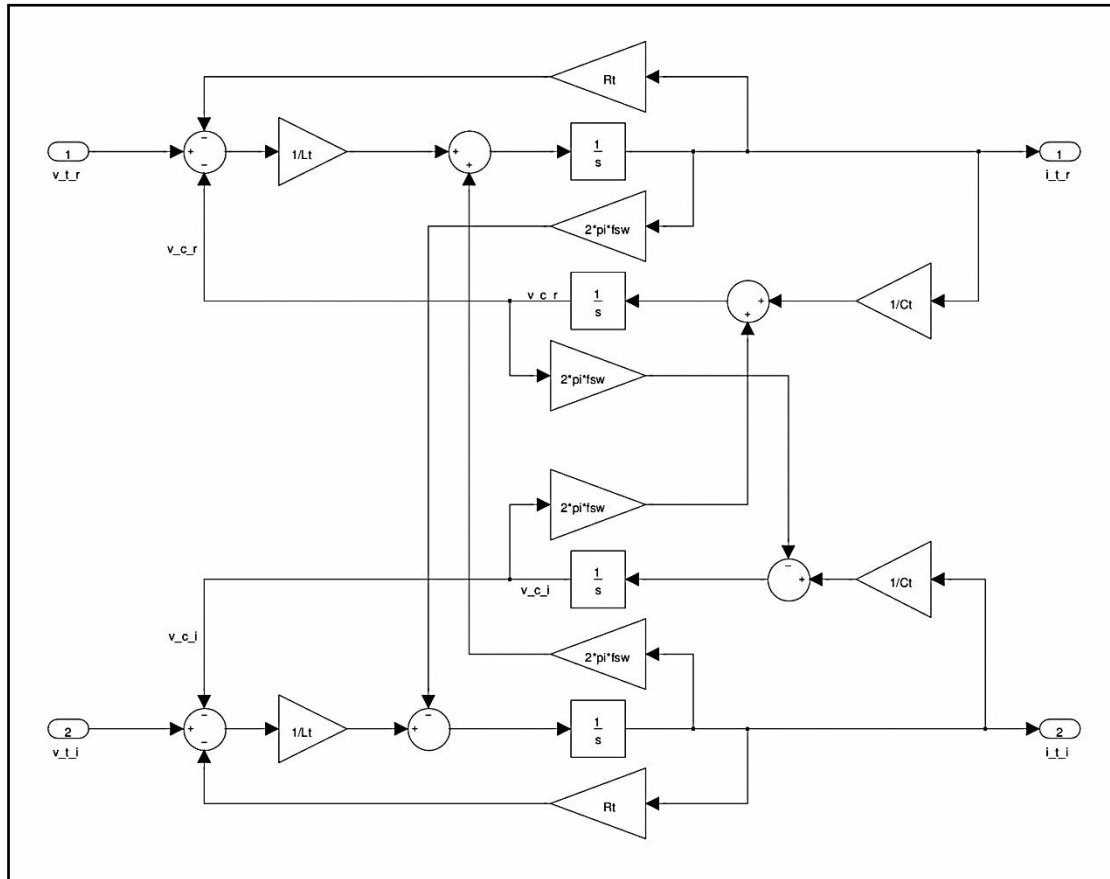 Rt
1
v_t_r
−
+
−
1/Lt
+
+
1
s
1
i_t_r
2*pi*fsw
v_c_r
v_c_r
1
s
+
+
1/Ct
2*pi*fsw
2*pi*fsw
v_c_i
1
s
−
+
1/Ct
v_c_i
2*pi*fsw
2
v_t_i
−
+
−
1/Lt
−
+
1
s
2
i_t_i
Rt